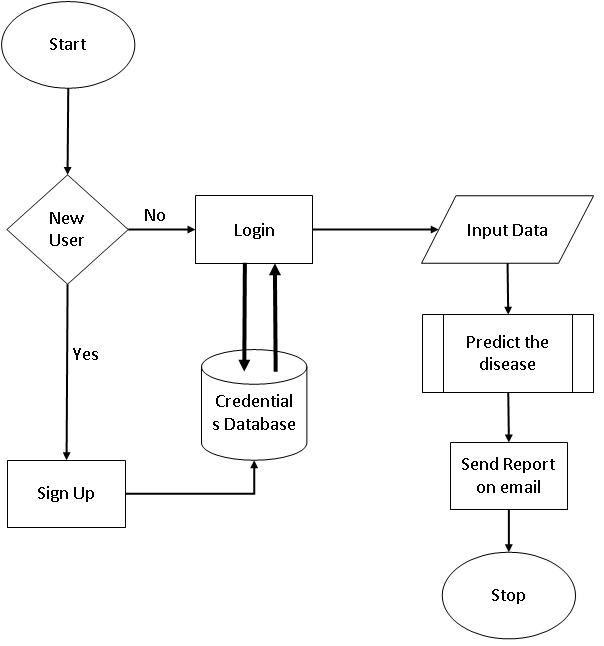 Start
New
User
No
Login
Input Data
Yes
Predict the
disease
Credential
s Database
Sign Up
Send Report
on email
Stop